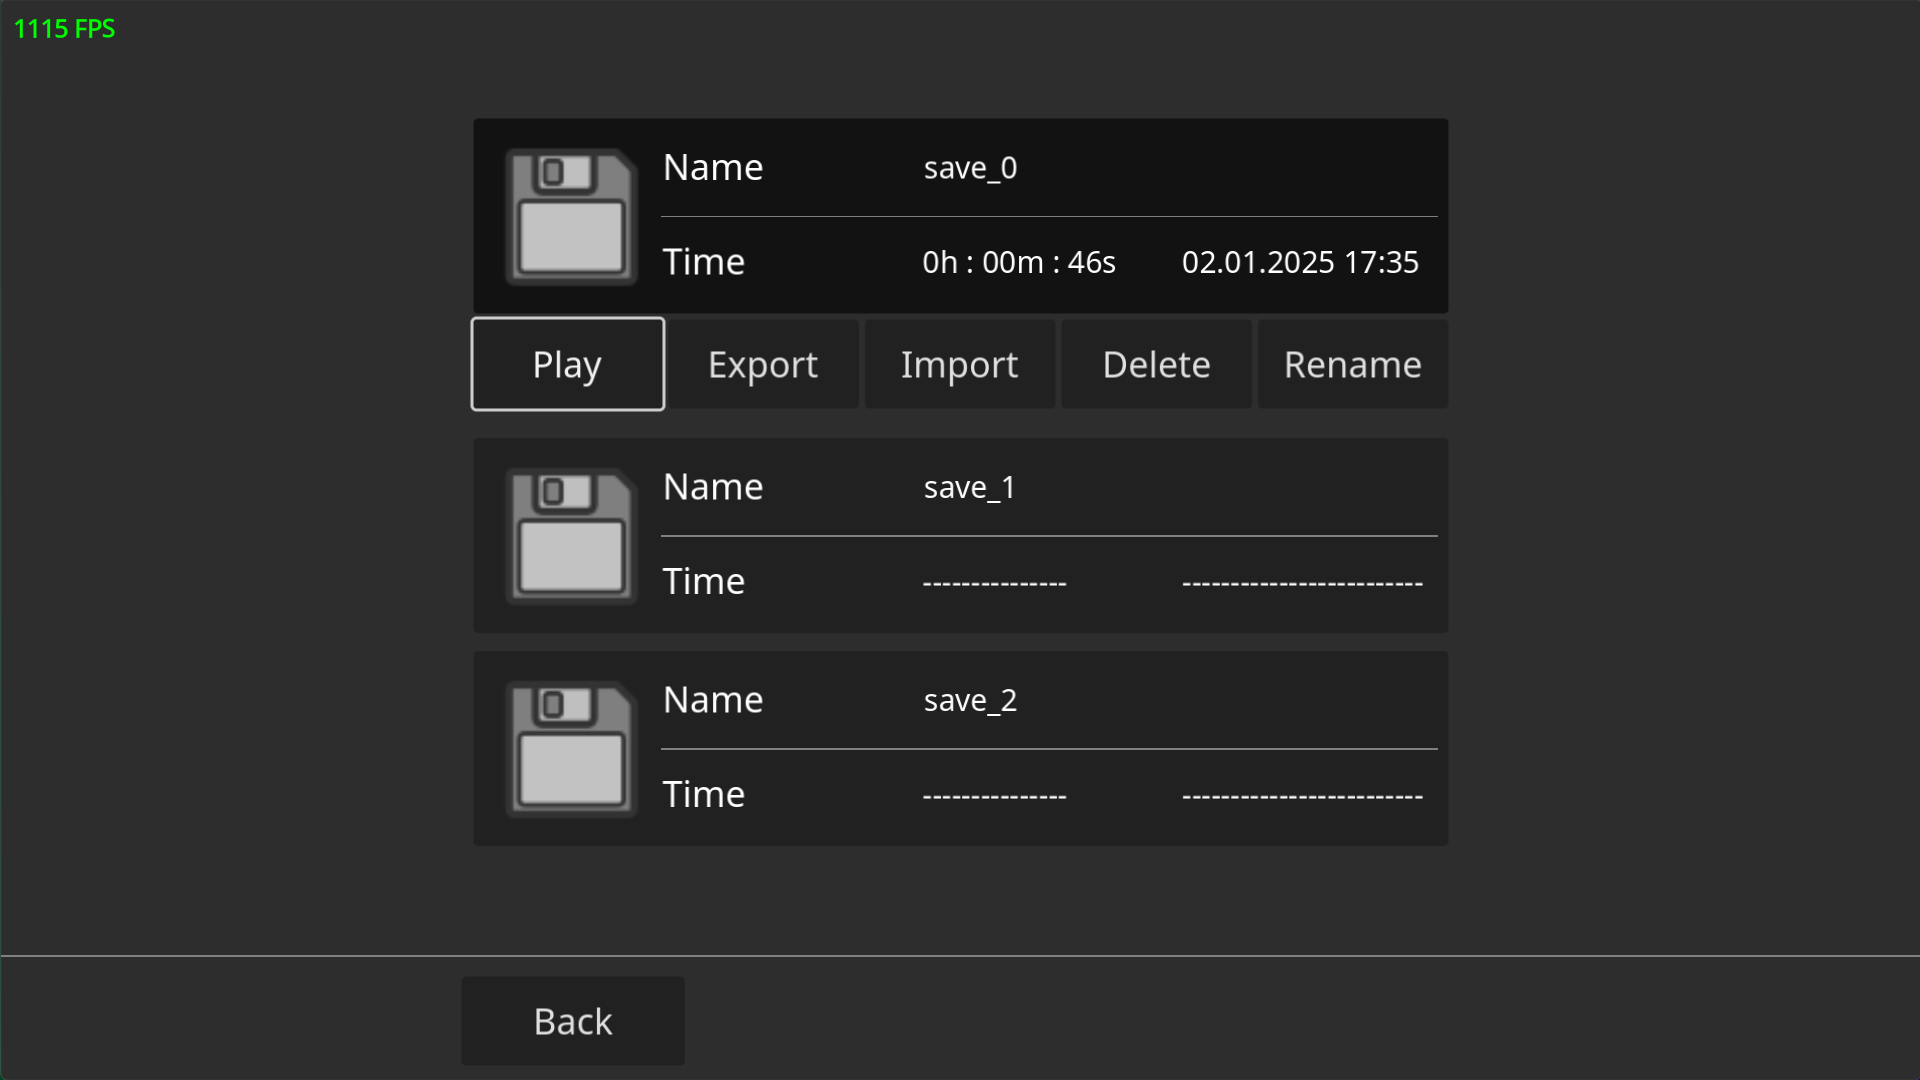 1115 FPS
Name save_0
Time 0h : 00m : 46s 02.01.2025 17:35
Play Export Import Delete Rename
Name save_1
Time --------------- -------------------------
Name save_2
Time --------------- -------------------------
Back